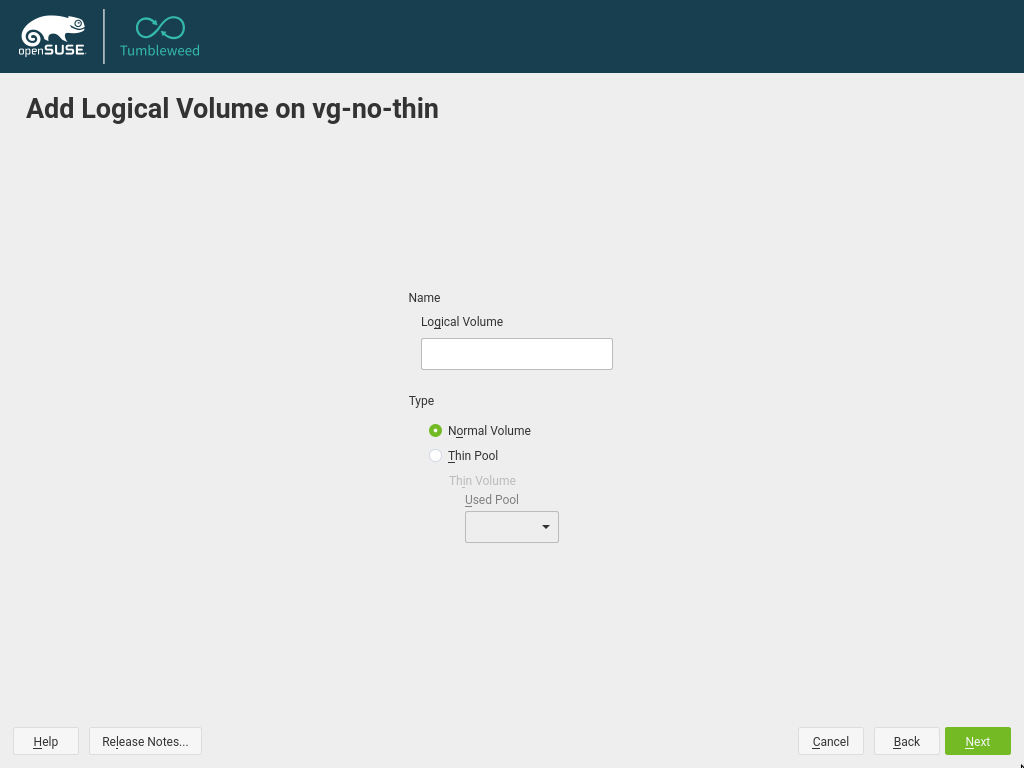 openSUSE
Tumbleweed
Add Logical Volume on vg-no-thin
Name
Logical Volume
Type
Normal Volume
Thin Pool
Thin Volume
Used Pool
Help
Release Notes...
Cancel
Back
Next